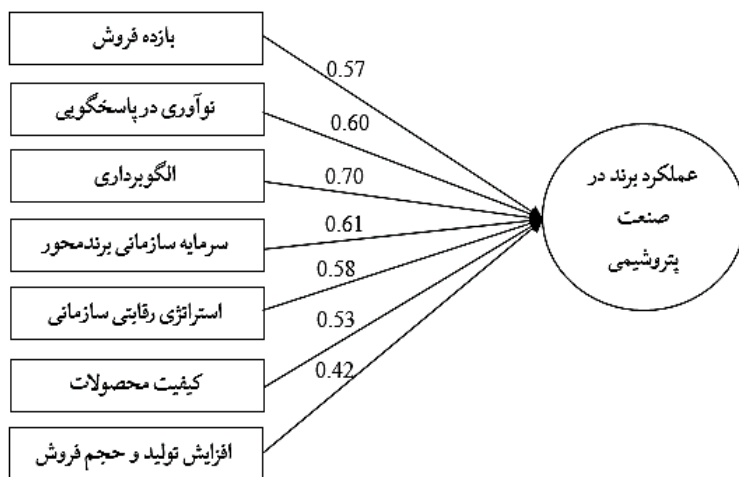 بازده فروش
0.57
نوآوری در پاسخگویی
0.60
الگوبرداری
0.70
سرمایه سازمانی برندمحور
0.61
استراتژی رقابتی سازمانی
0.58
کیفیت محصولات
0.53
افزایش تولید و حجم فروش
0.42
عملکرد برند در
صنعت
پتروشیمی